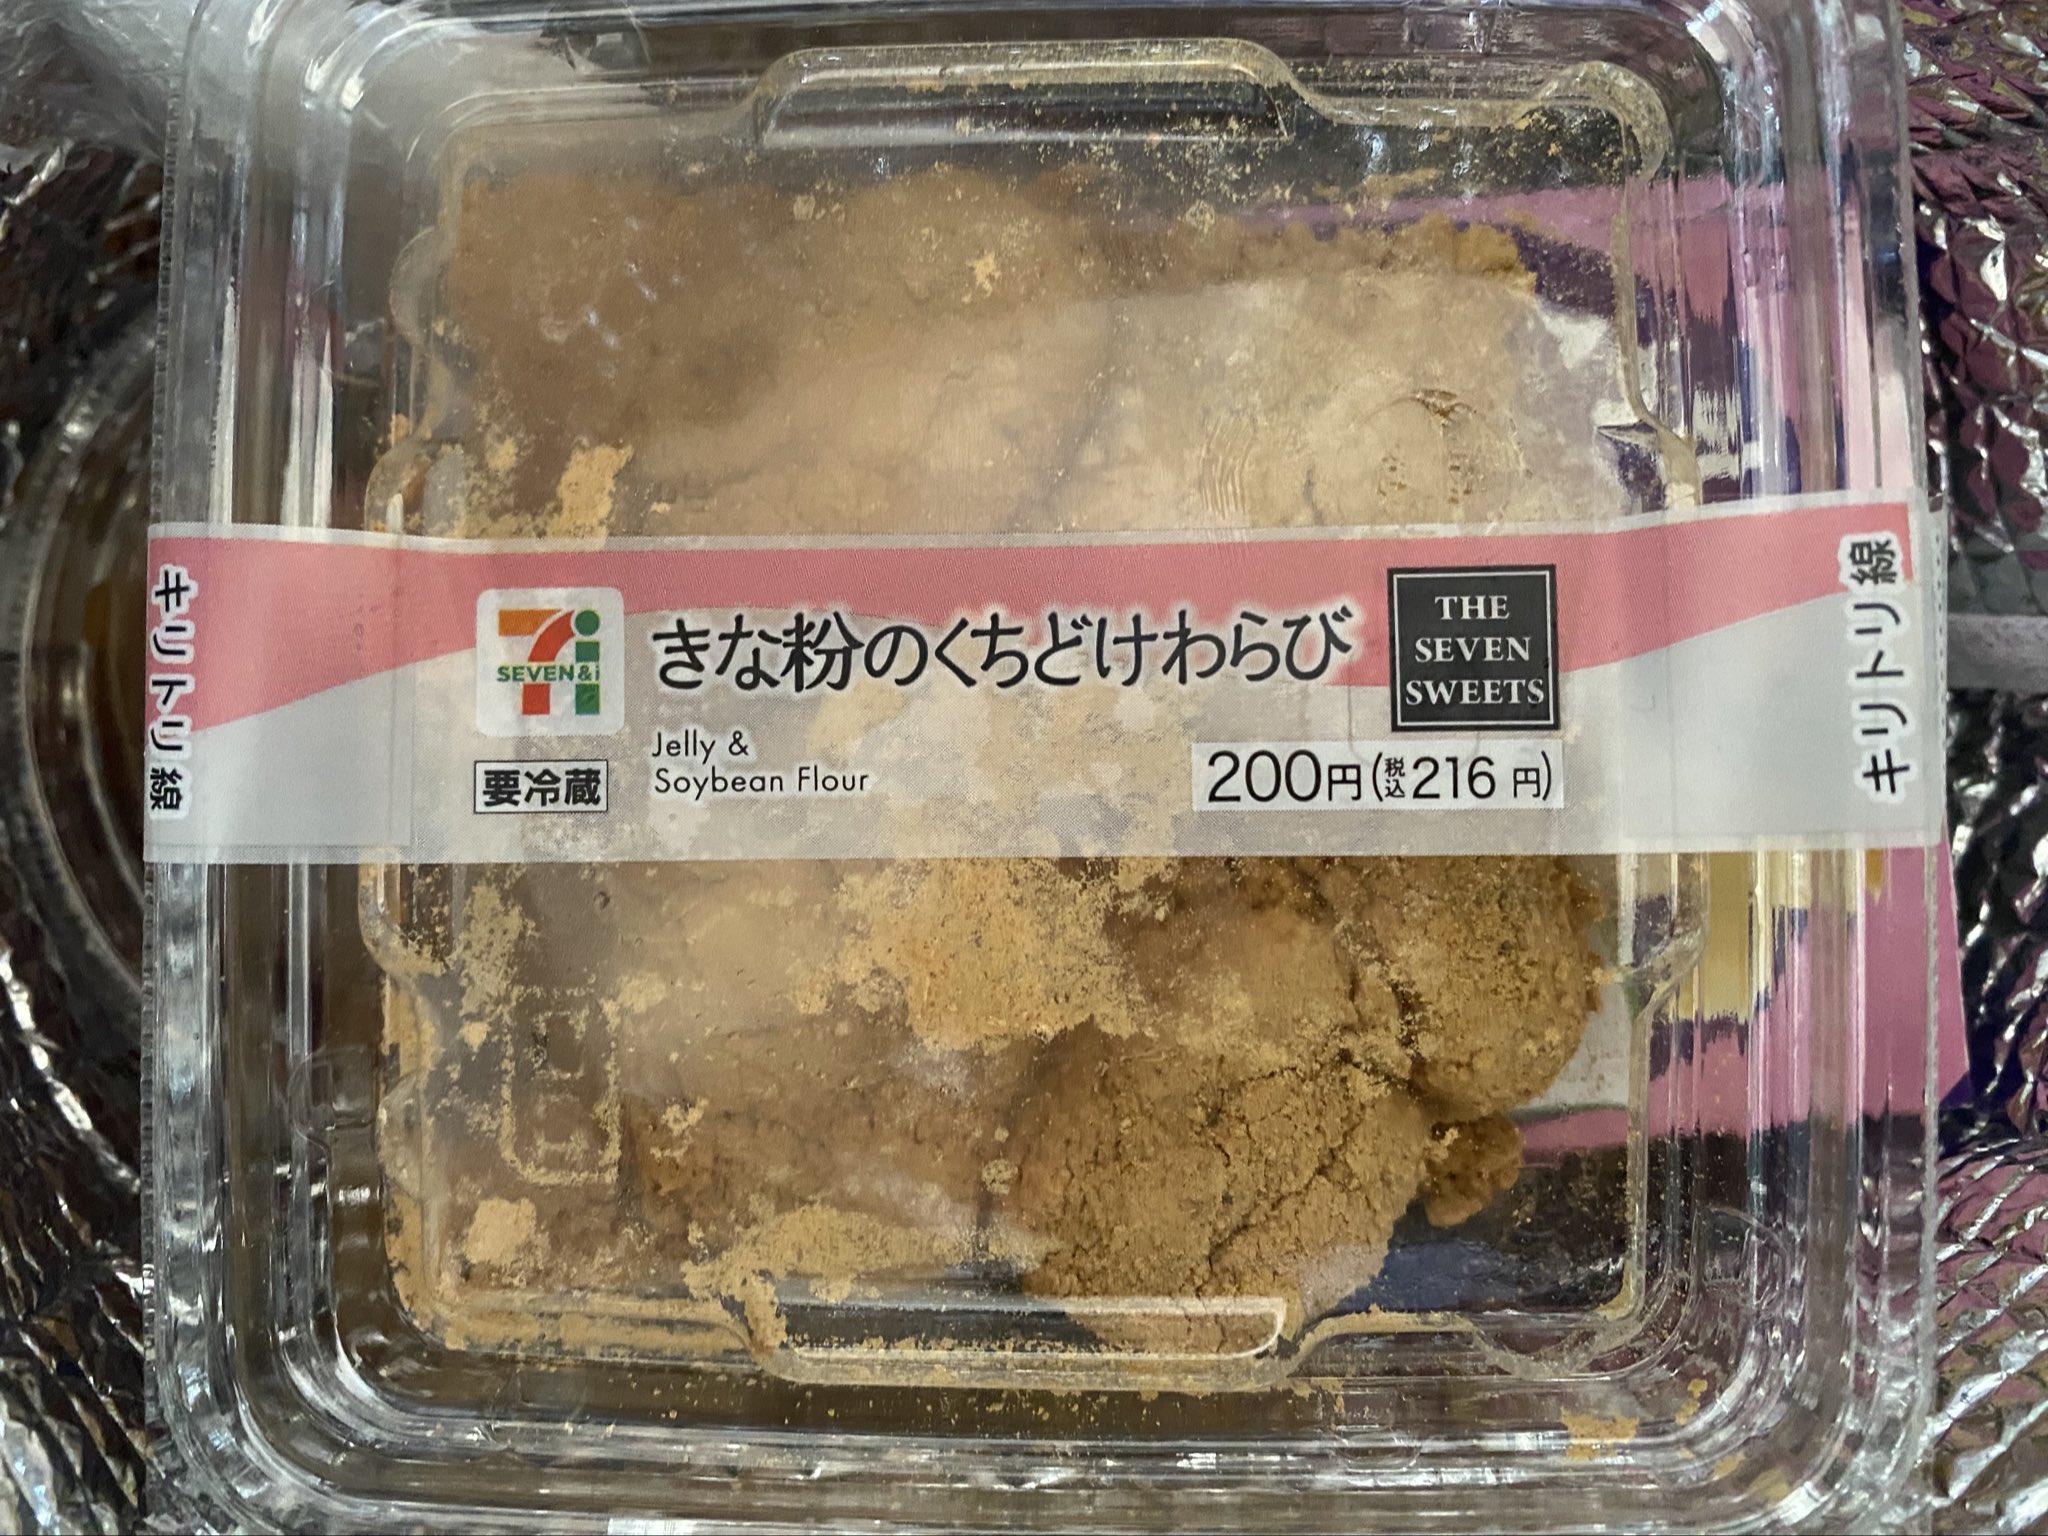 キリトリ線
SEVEN&i
きな粉のくちどけわらび
THE
SEVEN
SWEETS
要冷蔵
Jelly &
Soybean Flour
200円(税込216円)
キリトリ線